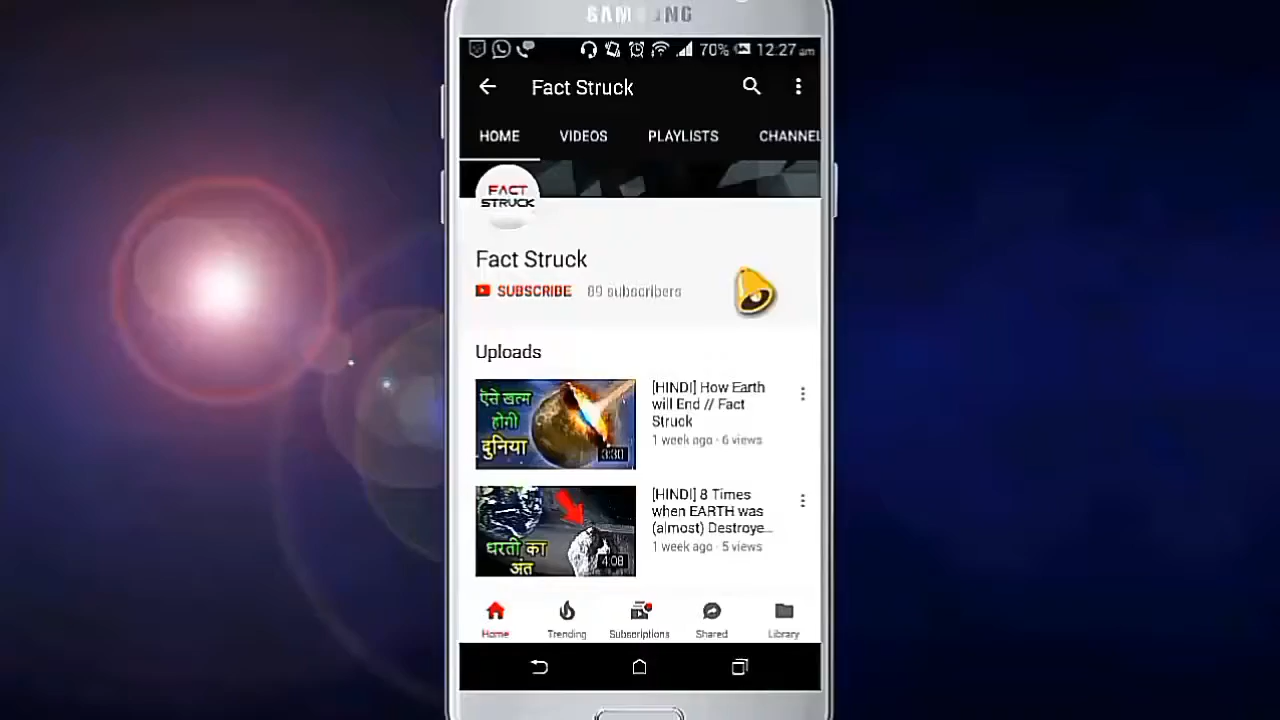 SAMSUNG
70% 12:27 am
Fact Struck
HOME VIDEOS PLAYLISTS CHANNEL
FACT
STRUCK
Fact Struck
SUBSCRIBE 89 subscribers
Uploads
ऐसे खत्म
होगी
दुनिया
3:30
[HINDI] How Earth
will End // Fact
Struck
1 week ago · 6 views
धरती का
अंत
4:08
[HINDI] 8 Times
when EARTH was
(almost) Destroye...
1 week ago · 5 views
Home Trending Subscriptions Shared Library